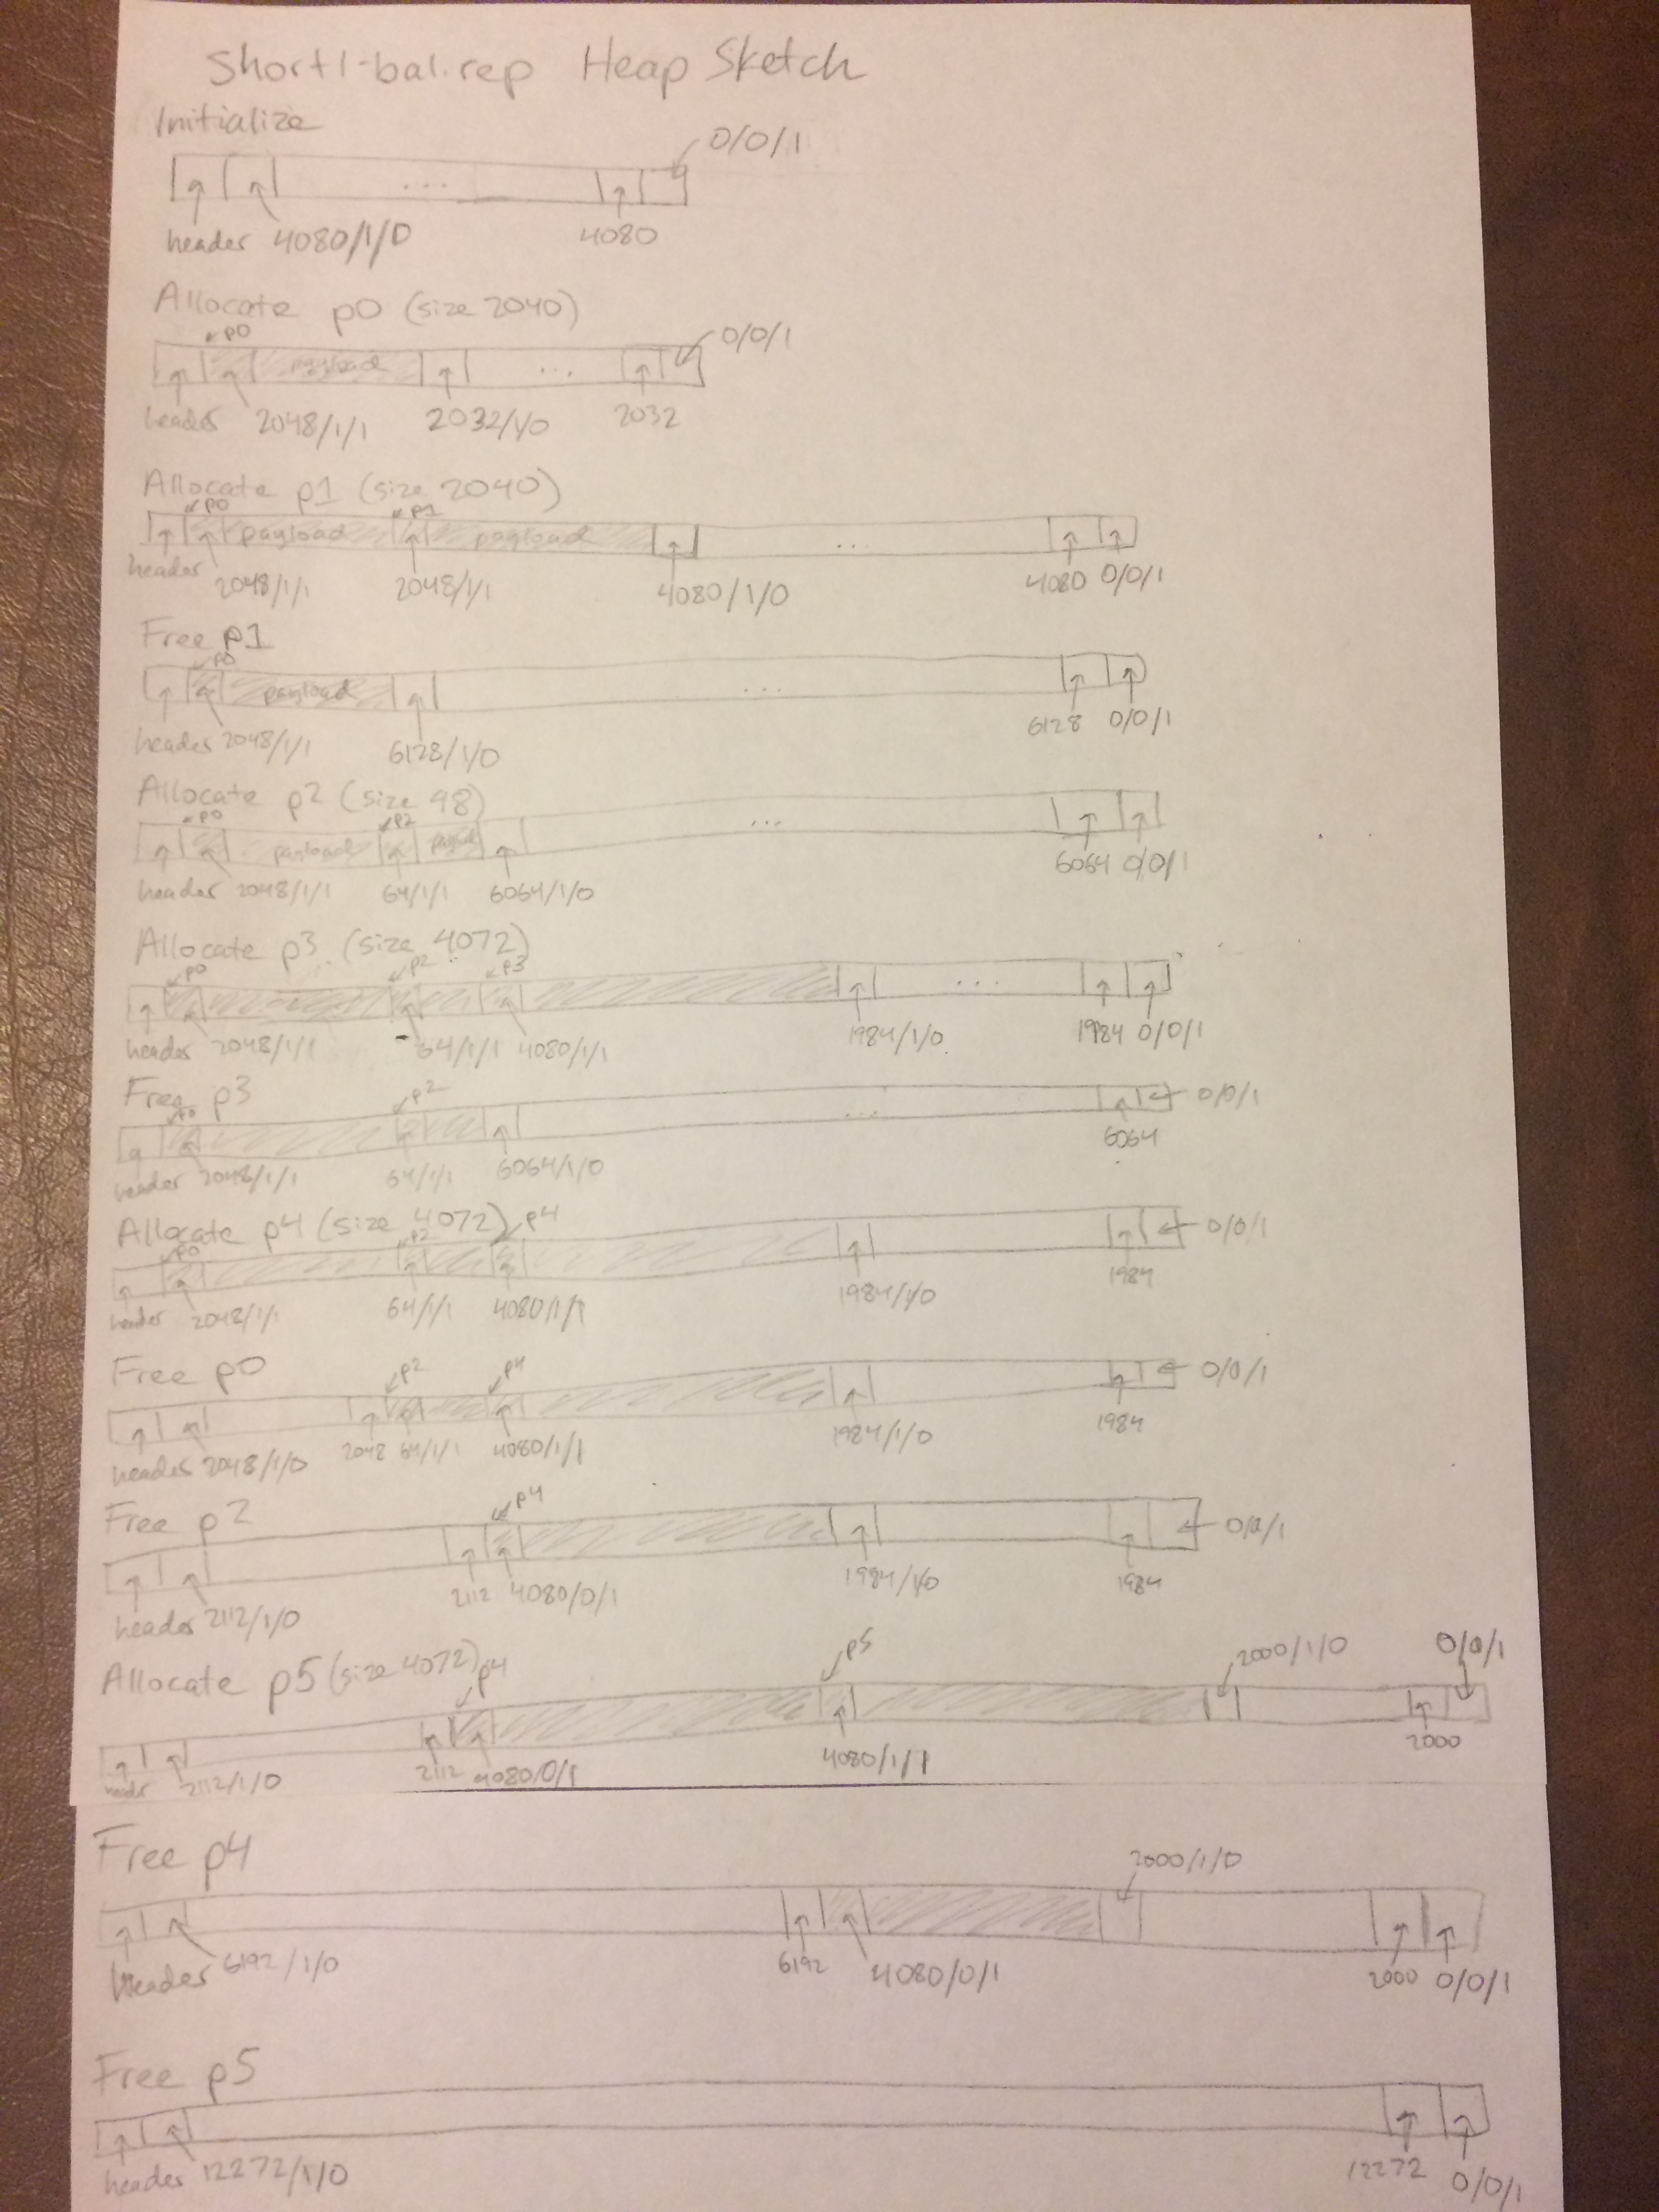 Short1-bal.rep Heap Sketch
Initialize
0/0/1
...
header 4080/1/0 4080
Allocate p0 (size 2040)
p0 0/0/1
payload ...
header 2048/1/1 2032/1/0 2032
Allocate p1 (size 2040)
p0 p1
payload payload ...
header 2048/1/1 2048/1/1 4080/1/0 4080 0/0/1
Free p1
p0
payload ...
header 2048/1/1 6128/1/0 6128 0/0/1
Allocate p2 (size 48)
p0 p2 ...
payload payload
header 2048/1/1 64/1/1 6064/1/0 6064 0/0/1
Allocate p3 (size 4072)
p0 p2 p3
...
header 2048/1/1 64/1/1 4080/1/1 1984/1/0 1984 0/0/1
Free p3
p0 p2 ... 0/0/1
header 2048/1/1 64/1/1 6064/1/0 6064
Allocate p4 (size 4072) p4
p0 p2 0/0/1
header 2048/1/1 64/1/1 4080/1/1 1984/1/0 1984
Free p0
p2 p4 0/0/1
header 2048/1/0 2048 64/1/1 4080/1/1 1984/1/0 1984
Free p2
p4 0/0/1
header 2112/1/0 2112 4080/0/1 1984/1/0 1984
Allocate p5 (size 4072)
p4 p5 2000/1/0 0/0/1
header 2112/1/0 2112 4080/0/1 4080/1/1 2000
Free p4
2000/1/0
header 6192/1/0 6192 4080/0/1 2000 0/0/1
Free p5
header 12272/1/0 12272 0/0/1